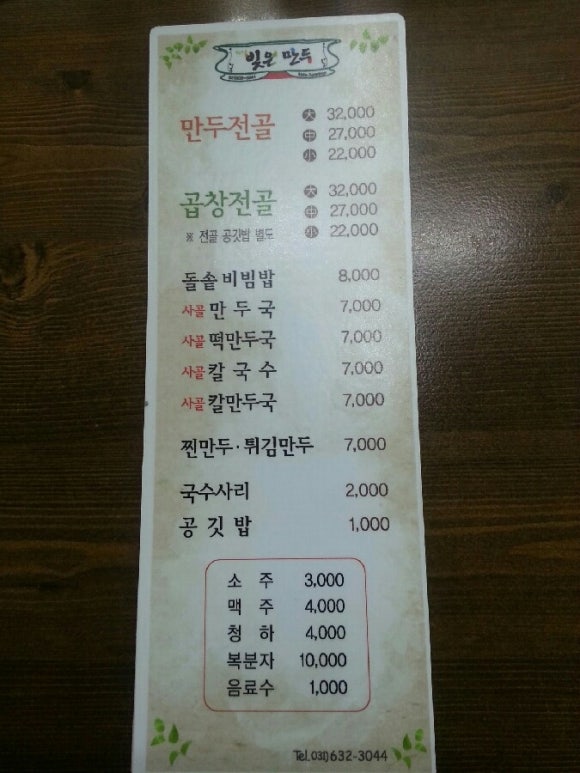 빚은 만두
만두전골 大 32,000
中 27,000
小 22,000
곱창전골 大 32,000
中 27,000
※ 전골 공깃밥 별도 小 22,000
돌솥비빔밥 8,000
사골 만 두 국 7,000
사골 떡만두국 7,000
사골 칼 국 수 7,000
사골 칼만두국 7,000
찐만두·튀김만두 7,000
국수사리 2,000
공 깃 밥 1,000
소 주 3,000
맥 주 4,000
청 하 4,000
복분자 10,000
음료수 1,000
Tel.031)632-3044